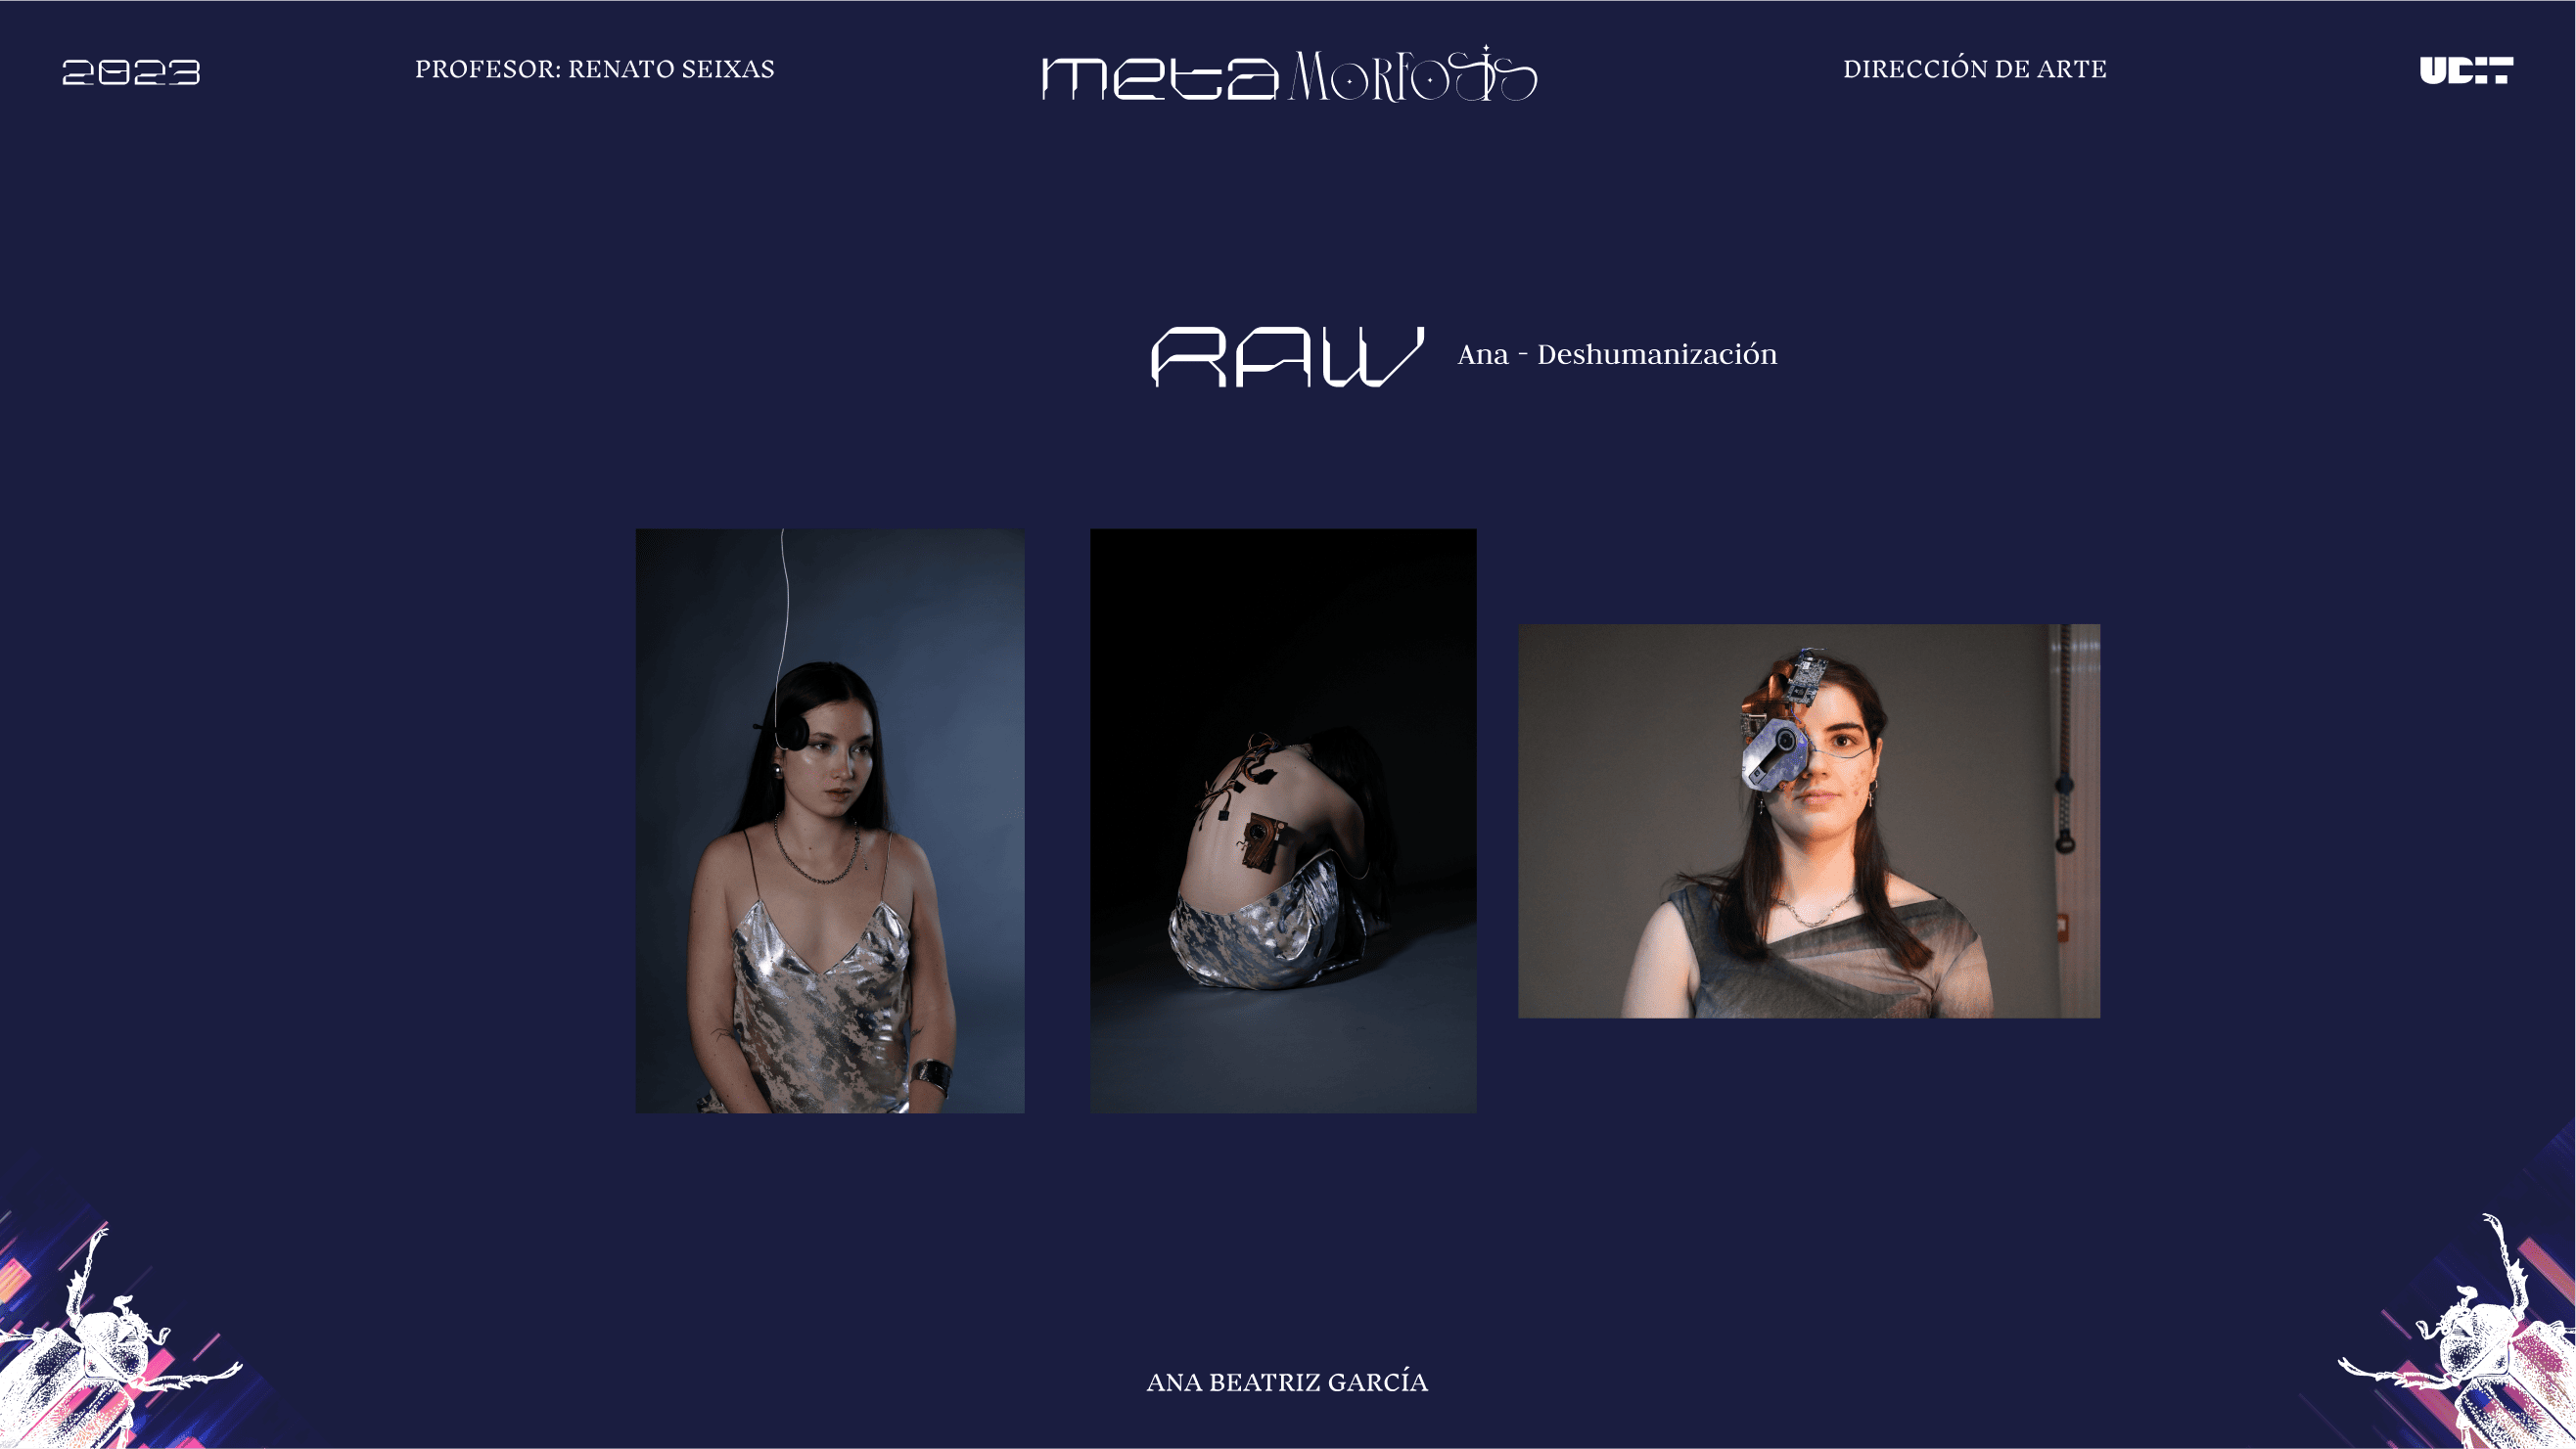 2023
PROFESOR: RENATO SEIXAS
meta MORFOSIS
DIRECCIÓN DE ARTE
UDIT
RAW
Ana - Deshumanización
ANA BEATRIZ GARCÍA